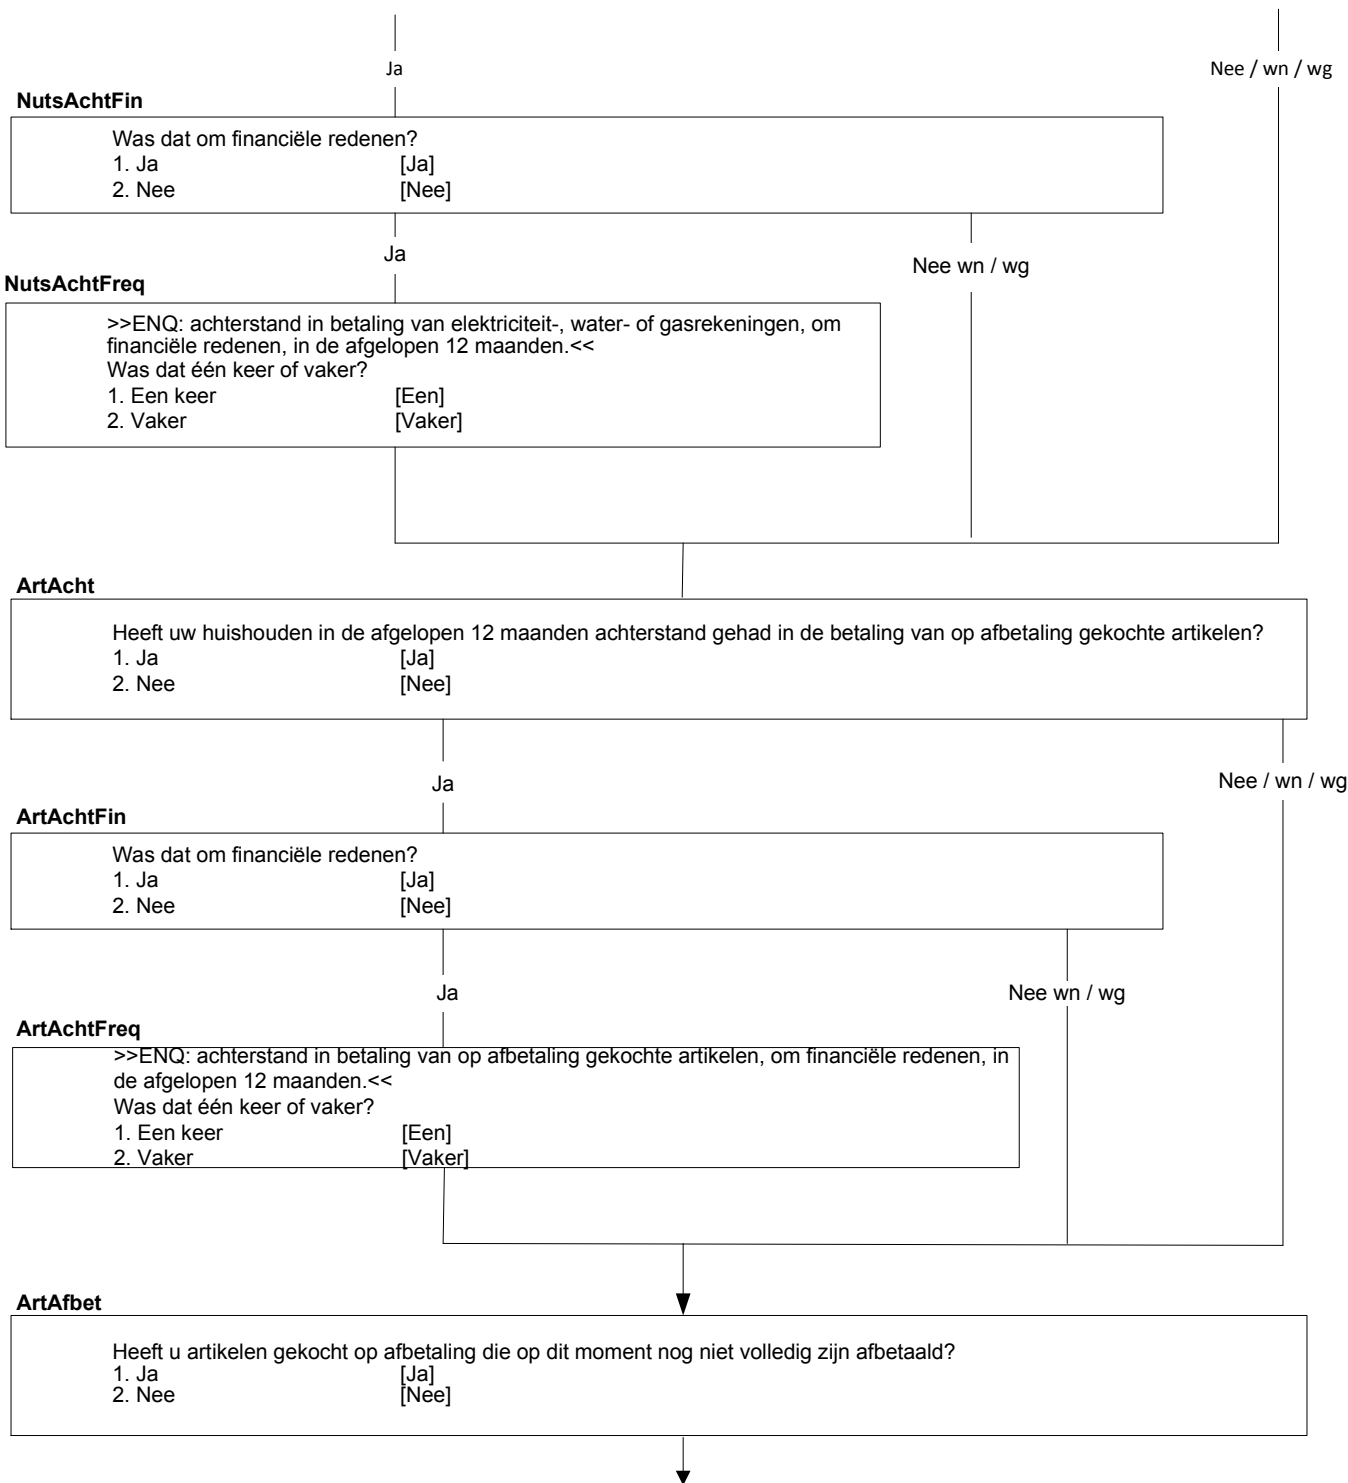 Ja
Nee / wn / wg
NutsAchtFin
Was dat om financiële redenen?
1. Ja [Ja]
2. Nee [Nee]
Ja
Nee wn / wg
NutsAchtFreq
>>ENQ: achterstand in betaling van elektriciteit-, water- of gasrekeningen, om
financiële redenen, in de afgelopen 12 maanden.<<
Was dat één keer of vaker?
1. Een keer [Een]
2. Vaker [Vaker]
ArtAcht
Heeft uw huishouden in de afgelopen 12 maanden achterstand gehad in de betaling van op afbetaling gekochte artikelen?
1. Ja [Ja]
2. Nee [Nee]
Ja
Nee / wn / wg
ArtAchtFin
Was dat om financiële redenen?
1. Ja [Ja]
2. Nee [Nee]
Ja
Nee wn / wg
ArtAchtFreq
>>ENQ: achterstand in betaling van op afbetaling gekochte artikelen, om financiële redenen, in
de afgelopen 12 maanden.<<
Was dat één keer of vaker?
1. Een keer [Een]
2. Vaker [Vaker]
ArtAfbet
Heeft u artikelen gekocht op afbetaling die op dit moment nog niet volledig zijn afbetaald?
1. Ja [Ja]
2. Nee [Nee]